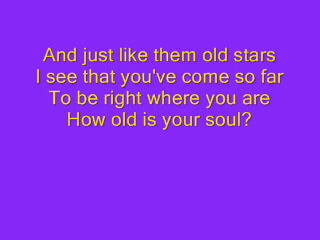 And just like them old stars
I see that you've come so far
To be right where you are
How old is your soul?